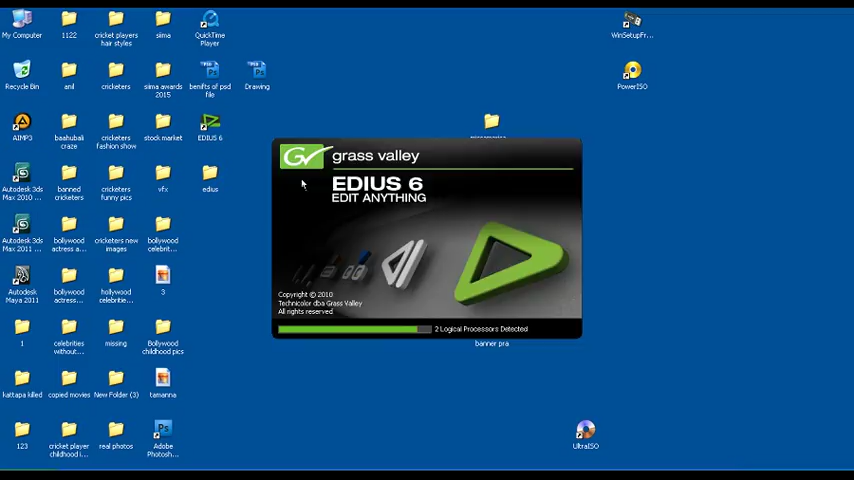 My Computer
1122
cricket players
hair styles
siima
QuickTime
Player
WinSetupFr...
Recycle Bin
anil
cricketers
siima awards
2015
benifts of psd
file
Drawing
PowerISO
AIMP3
baahubali
craze
cricketers
fashion show
stock market
EDIUS 6
Autodesk 3ds
Max 2010 ...
banned
cricketers
cricketers
funny pics
vfx
edius
Autodesk 3ds
Max 2011 ...
bollywood
actress a...
cricketers new
images
bollywood
celebrit...
Autodesk
Maya 2011
bollywood
actress...
hollywood
celebrities...
3
1
celebrities
without...
missing
Bollywood
childhood pics
kattapa killed
copied movies
New Folder (3)
tamanna
123
cricket player
childhood i...
real photos
Adobe
Photosh...
grass valley
EDIUS 6
EDIT ANYTHING
Copyright © 2010
Technicolor dba Grass Valley
All rights reserved
2 Logical Processors Detected
banner pra
UltraISO